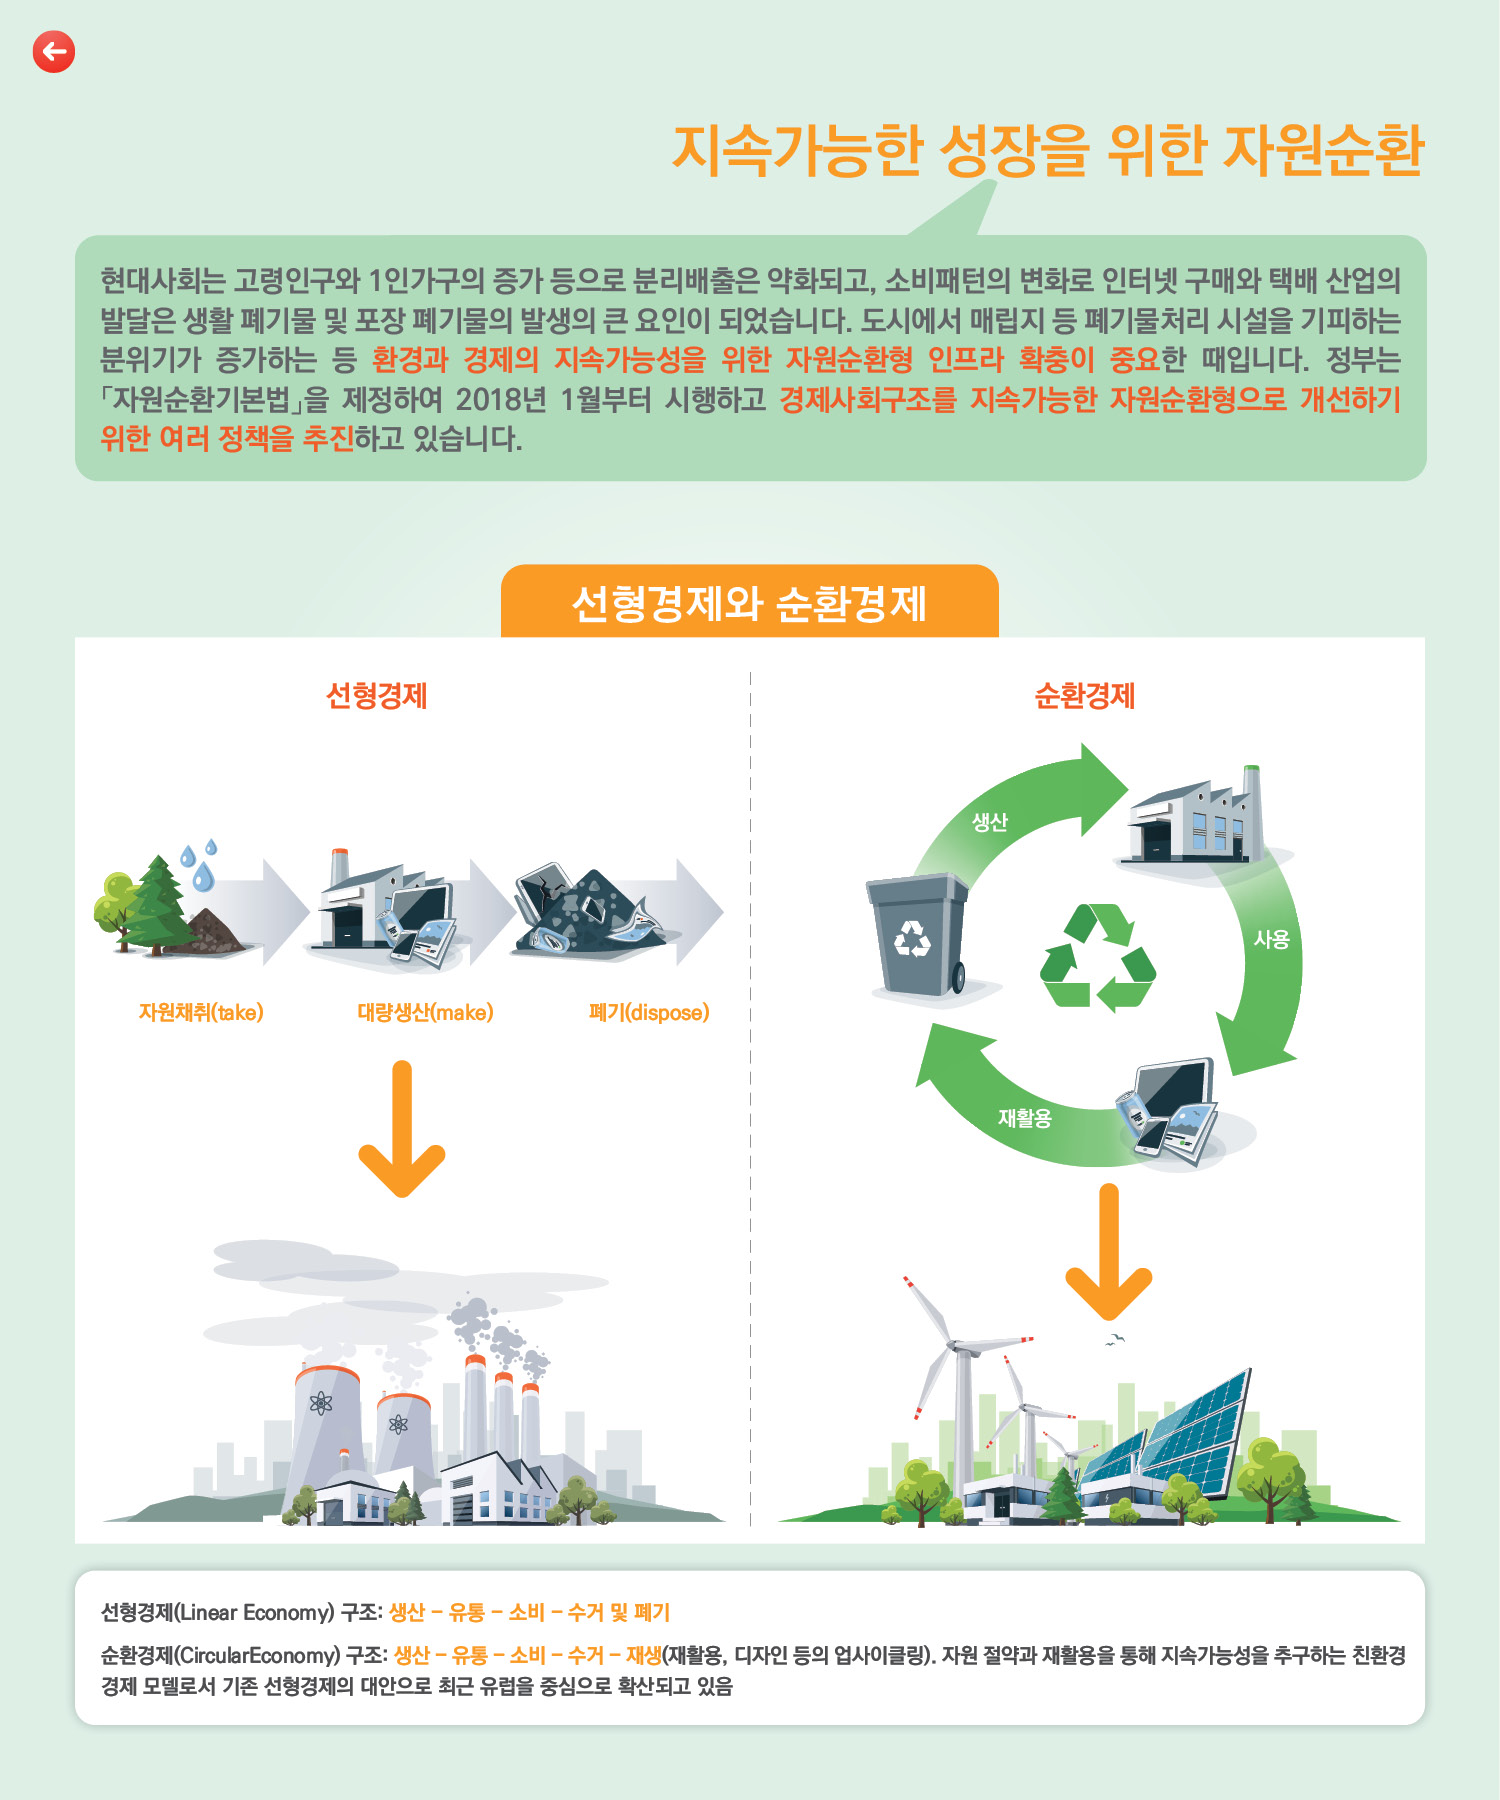 지속가능한 성장을 위한 자원순환
현대사회는 고령인구와 1인가구의 증가 등으로 분리배출은 약화되고, 소비패턴의 변화로 인터넷 구매와 택배 산업의
발달은 생활 폐기물 및 포장 폐기물의 발생의 큰 요인이 되었습니다. 도시에서 매립지 등 폐기물처리 시설을 기피하는
분위기가 증가하는 등 환경과 경제의 지속가능성을 위한 자원순환형 인프라 확충이 중요한 때입니다. 정부는
「자원순환기본법」을 제정하여 2018년 1월부터 시행하고 경제사회구조를 지속가능한 자원순환형으로 개선하기
위한 여러 정책을 추진하고 있습니다.
선형경제와 순환경제
선형경제
자원채취(take)
대량생산(make)
폐기(dispose)
순환경제
생산
사용
재활용
선형경제(Linear Economy) 구조: 생산 - 유통 - 소비 - 수거 및 폐기
순환경제(CircularEconomy) 구조: 생산 - 유통 - 소비 - 수거 - 재생(재활용, 디자인 등의 업사이클링). 자원 절약과 재활용을 통해 지속가능성을 추구하는 친환경
경제 모델로서 기존 선형경제의 대안으로 최근 유럽을 중심으로 확산되고 있음